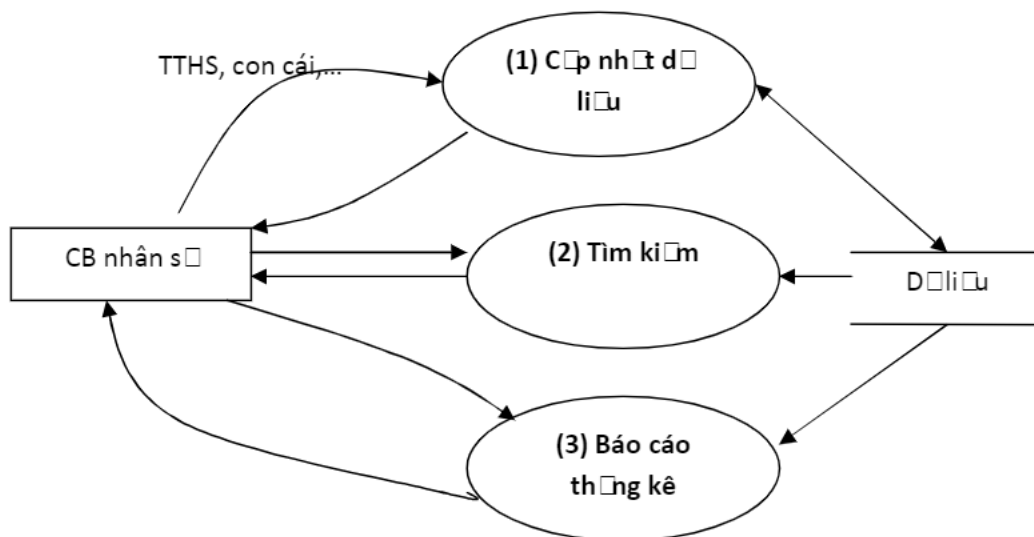 TTHS, con cái,...
(1) C□p nh□t d□
li□u
CB nhân s□
(2) Tìm ki□m
D□ li□u
(3) Báo cáo
th□ng kê